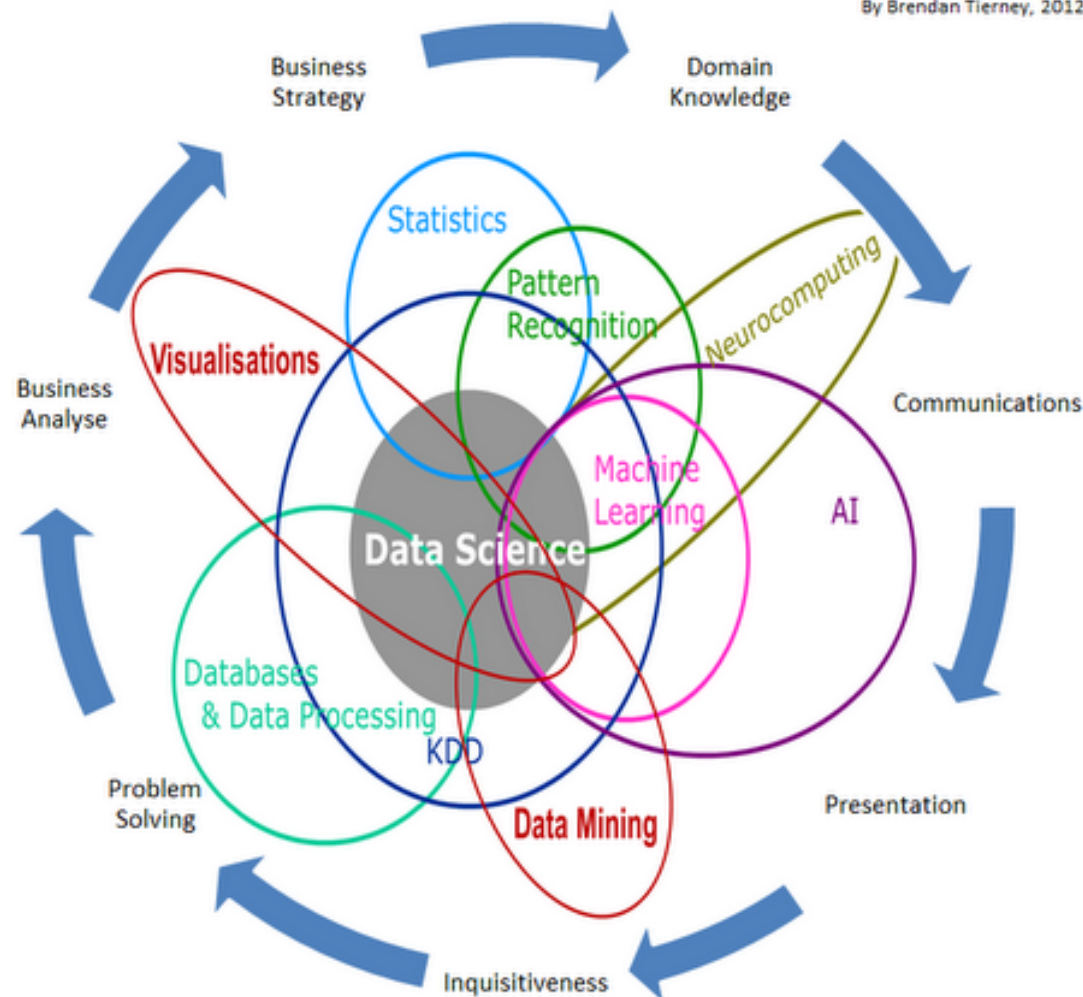 By Brendan Tierney, 2012
Business
Strategy
Domain
Knowledge
Statistics
Pattern
Recognition
Neurocomputing
Visualisations
Business
Analyse
Communications
Machine
Learning
AI
Data Science
Databases
& Data Processing
KDD
Problem
Solving
Presentation
Data Mining
Inquisitiveness